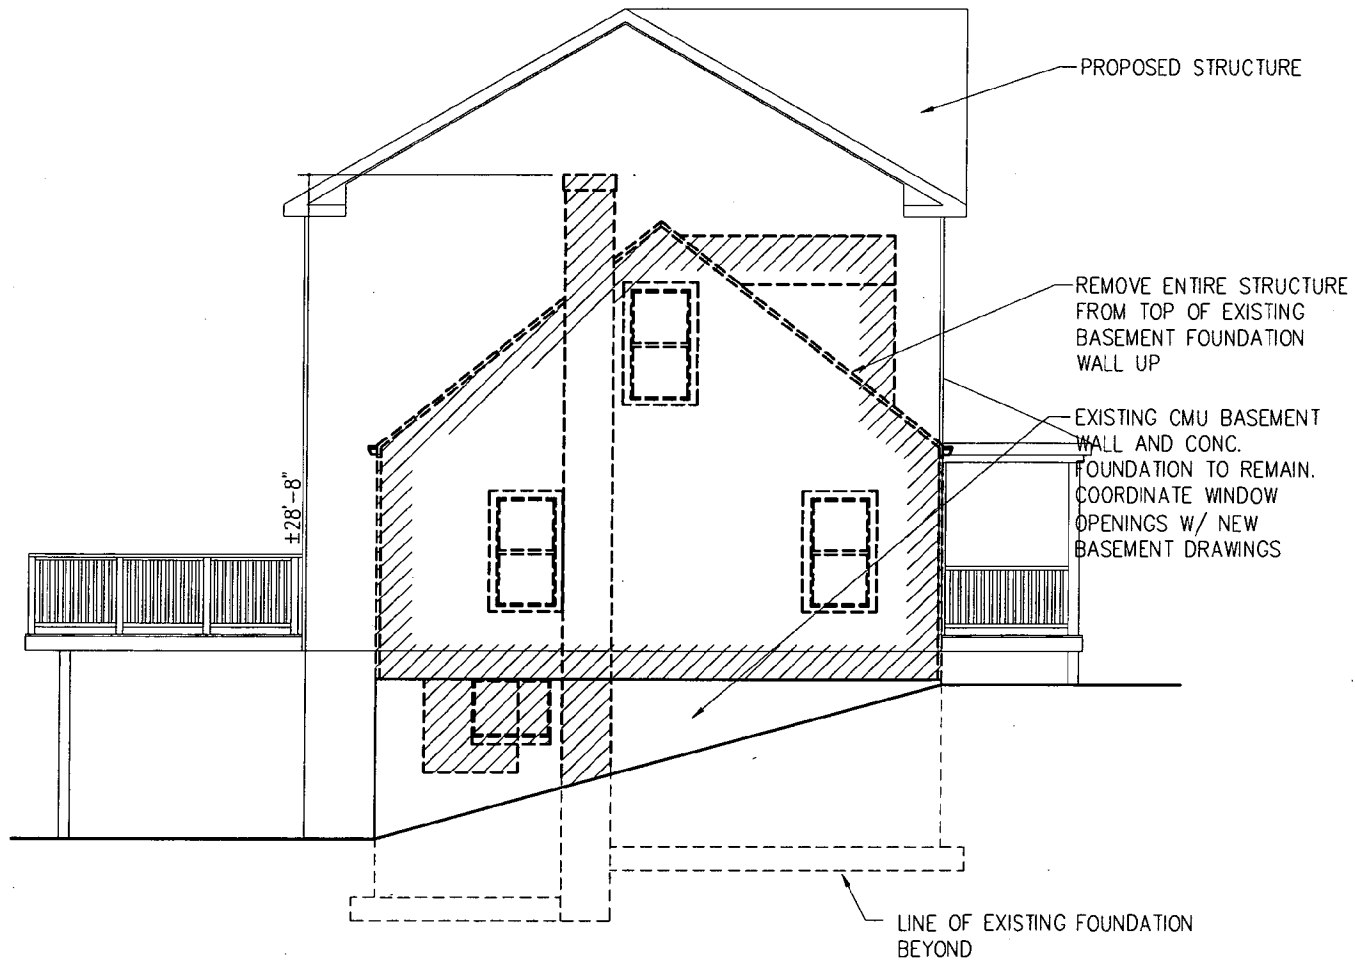 PROPOSED STRUCTURE
REMOVE ENTIRE STRUCTURE
FROM TOP OF EXISTING
BASEMENT FOUNDATION
WALL UP
EXISTING CMU BASEMENT
WALL AND CONC.
FOUNDATION TO REMAIN.
COORDINATE WINDOW
OPENINGS W/ NEW
BASEMENT DRAWINGS
±28'-8"
LINE OF EXISTING FOUNDATION
BEYOND